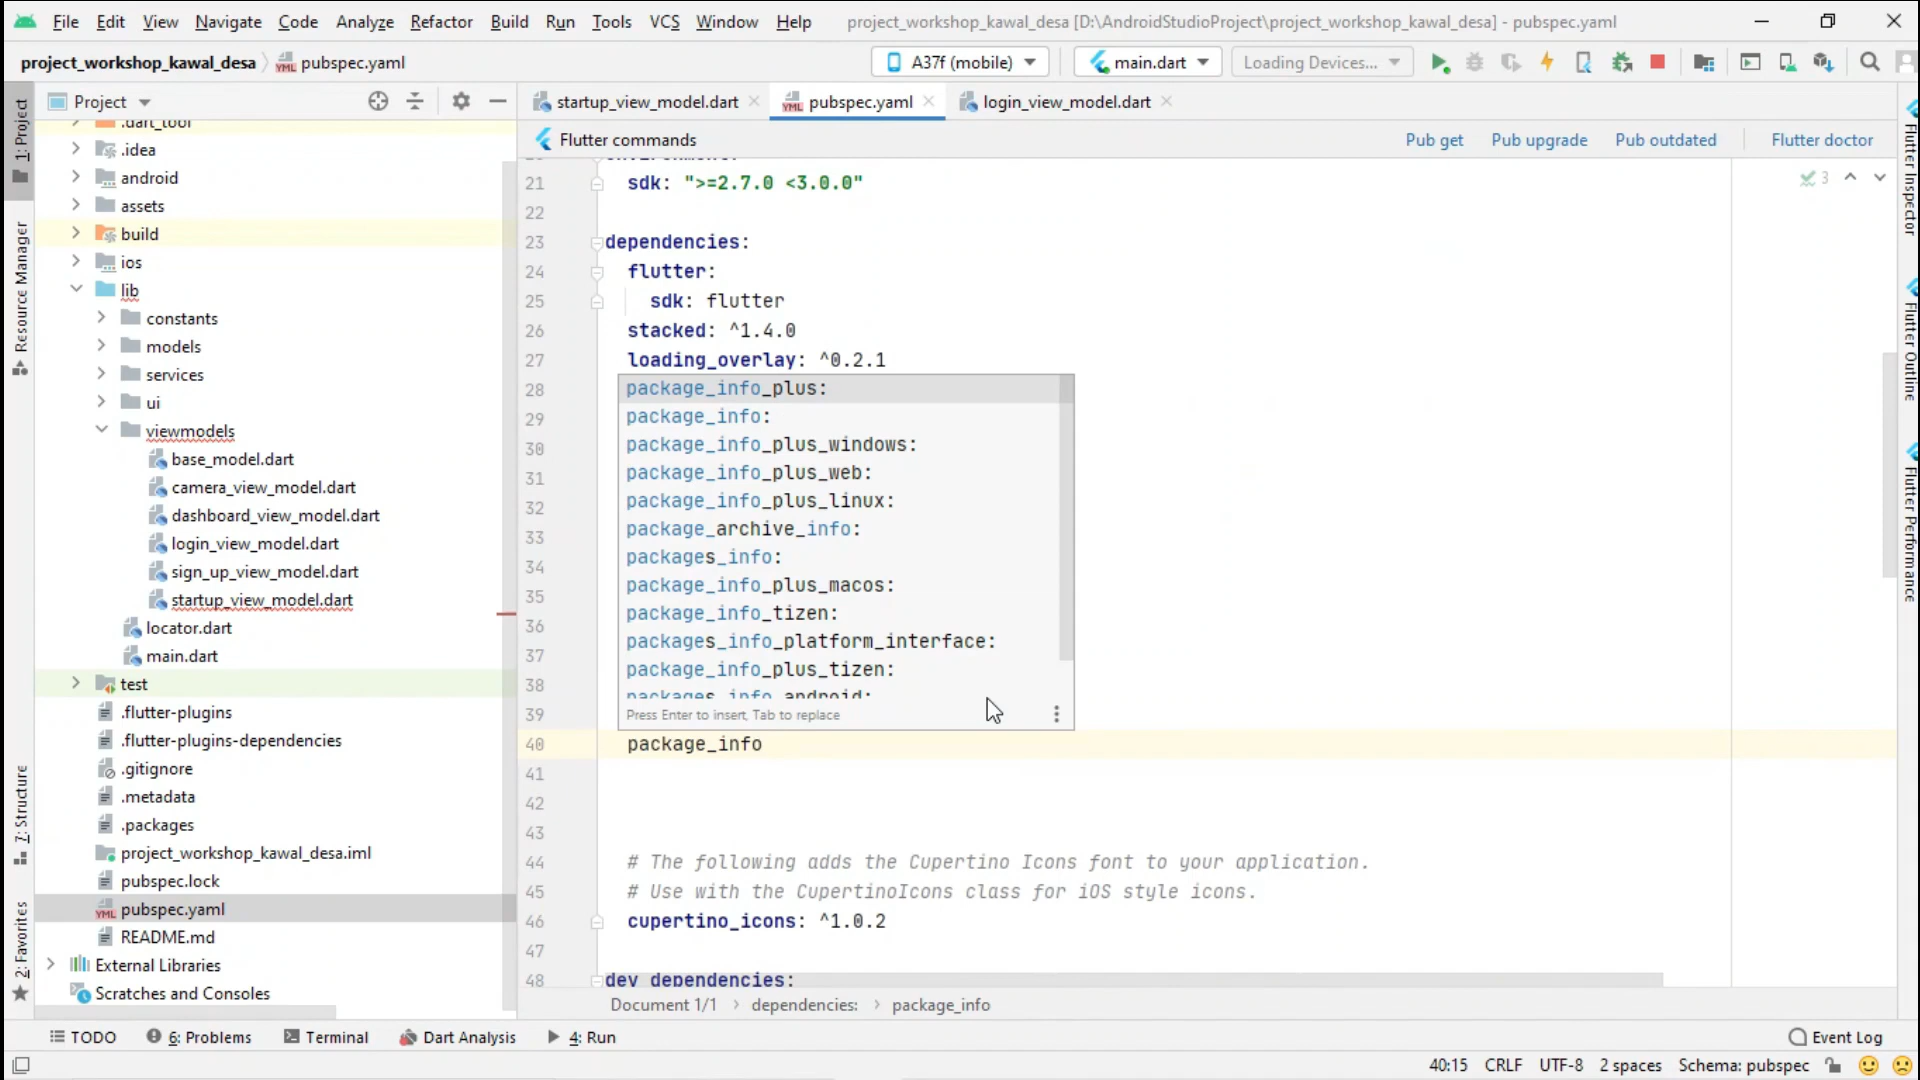 File Edit View Navigate Code Analyze Refactor Build Run Tools VCS Window Help project_workshop_kawal_desa [D:\AndroidStudioProject\project_workshop_kawal_desa] - pubspec.yaml
project_workshop_kawal_desa pubspec.yaml A37f (mobile) main.dart Loading Devices...
Project startup_view_model.dart pubspec.yaml login_view_model.dart
Flutter commands Pub get Pub upgrade Pub outdated Flutter doctor
.dart_tool
.idea
android
assets
build
ios
lib
constants
models
services
ui
viewmodels
base_model.dart
camera_view_model.dart
dashboard_view_model.dart
login_view_model.dart
sign_up_view_model.dart
startup_view_model.dart
locator.dart
main.dart
test
.flutter-plugins
.flutter-plugins-dependencies
.gitignore
.metadata
.packages
project_workshop_kawal_desa.iml
pubspec.lock
pubspec.yaml
README.md
External Libraries
Scratches and Consoles
1: Project
Resource Manager
7: Structure
2: Favorites
environment:
21 sdk: ">=2.7.0 <3.0.0"
22
23 dependencies:
24 flutter:
25 sdk: flutter
26 stacked: ^1.4.0
27 loading_overlay: ^0.2.1
28
29
30
31
32
33
34
35
36
37
38
39
package_info_plus:
package_info:
package_info_plus_windows:
package_info_plus_web:
package_info_plus_linux:
package_archive_info:
packages_info:
package_info_plus_macos:
package_info_tizen:
packages_info_platform_interface:
package_info_plus_tizen:
packages_info_android:
Press Enter to insert, Tab to replace
40 package_info
41
42
43
44 # The following adds the Cupertino Icons font to your application.
45 # Use with the CupertinoIcons class for iOS style icons.
46 cupertino_icons: ^1.0.2
47
48 dev_dependencies:
3
Document 1/1 dependencies: package_info
Flutter Inspector
Flutter Outline
Flutter Performance
TODO 6: Problems Terminal Dart Analysis 4: Run Event Log
40:15 CRLF UTF-8 2 spaces Schema: pubspec